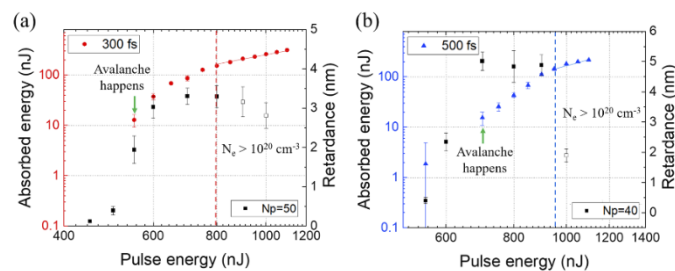 (a)
300 fs
Avalanche
happens
N_e > 10^20 cm^-3
Np=50
Absorbed energy (nJ)
100
10
1
0.1
Retardance (nm)
5
4
3
2
1
0
400
600
800
1000
1200
Pulse energy (nJ)
(b)
500 fs
Avalanche
happens
N_e > 10^20 cm^-3
Np=40
Absorbed energy (nJ)
100
10
1
0.1
Retardance (nm)
6
5
4
3
2
1
0
600
800
1000
1200
1400
Pulse energy (nJ)